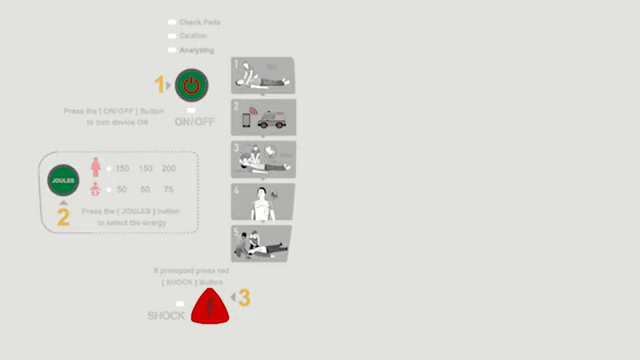 Check Pads
Caution
Analyzing
1
Press the [ ON/OFF ] Button
to turn device ON
ON/OFF
1
2
3
4
5
JOULES
150 150 200
50 50 75
2
Press the [ JOULES ] button
to select the energy
If prompted press red
[ SHOCK ] Button
3
SHOCK